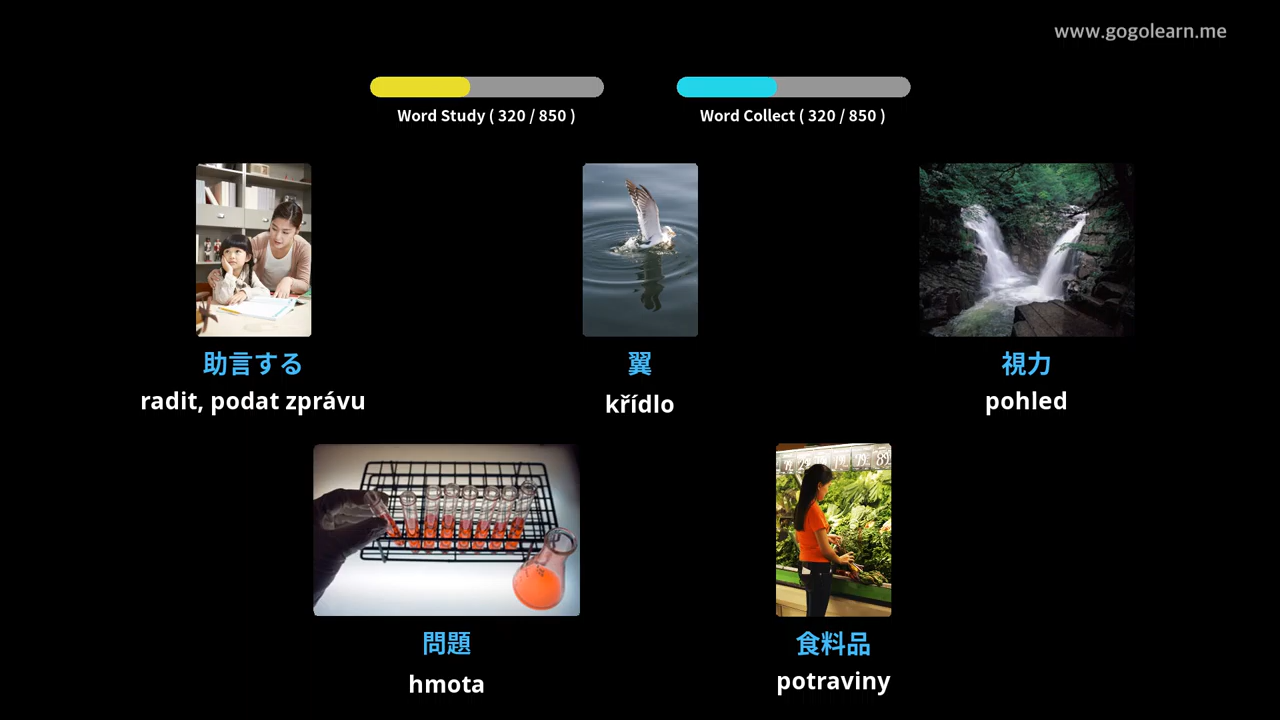 www.gogolearn.me
Word Study ( 320 / 850 )
Word Collect ( 320 / 850 )
助言する
radit, podat zprávu
翼
křídlo
視力
pohled
問題
hmota
食料品
potraviny